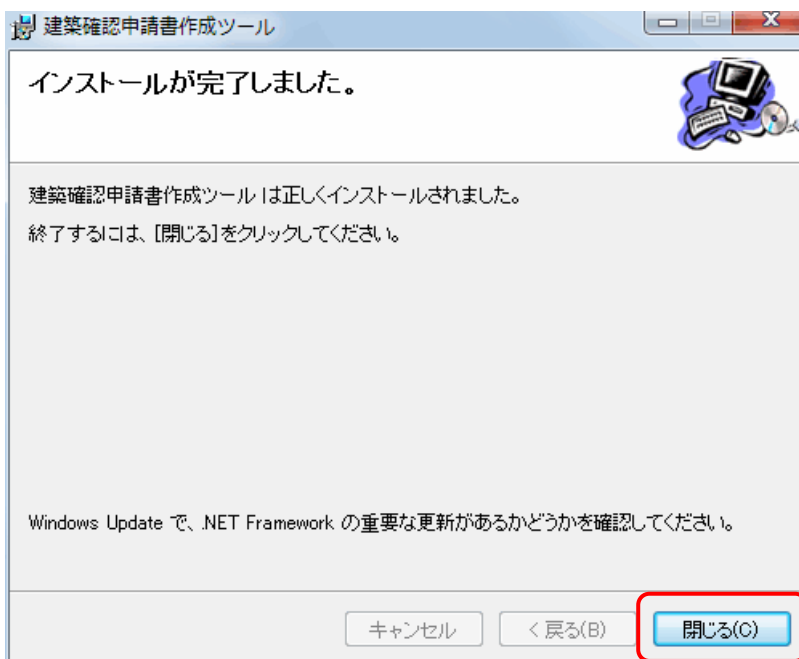 建築確認申請書作成ツール
インストールが完了しました。
建築確認申請書作成ツール は正しくインストールされました。
終了するには、[閉じる]をクリックしてください。
Windows Update で、.NET Framework の重要な更新があるかどうかを確認してください。
キャンセル
< 戻る(B)
閉じる(C)